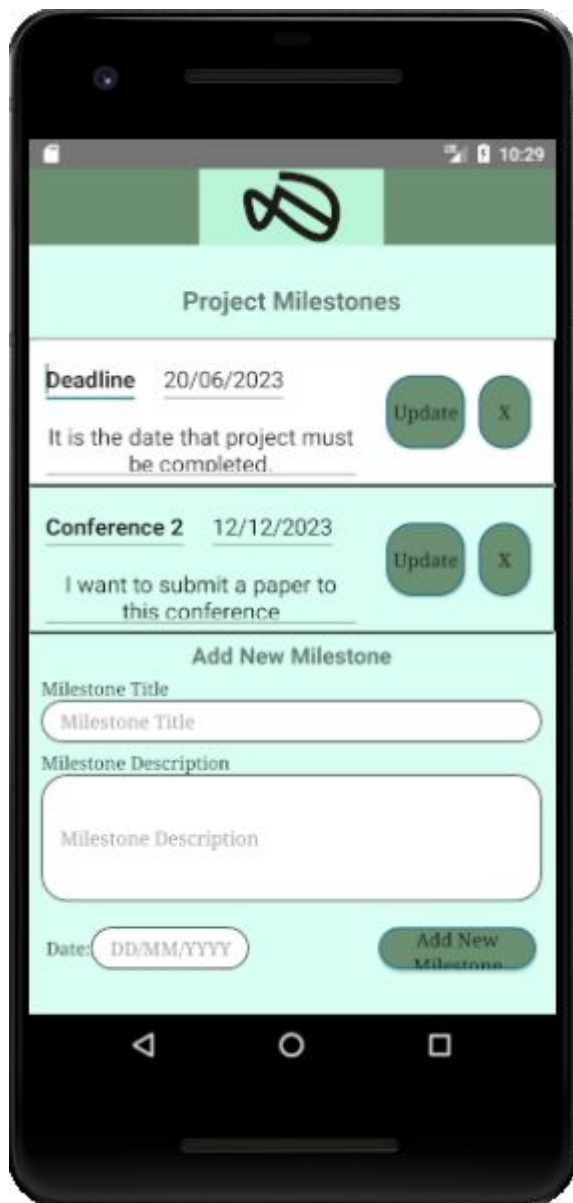 10:29
Project Milestones
Deadline 20/06/2023
Update X
It is the date that project must
be completed.
Conference 2 12/12/2023
Update X
I want to submit a paper to
this conference
Add New Milestone
Milestone Title
Milestone Title
Milestone Description
Milestone Description
Date: DD/MM/YYYY
Add New
Milestone